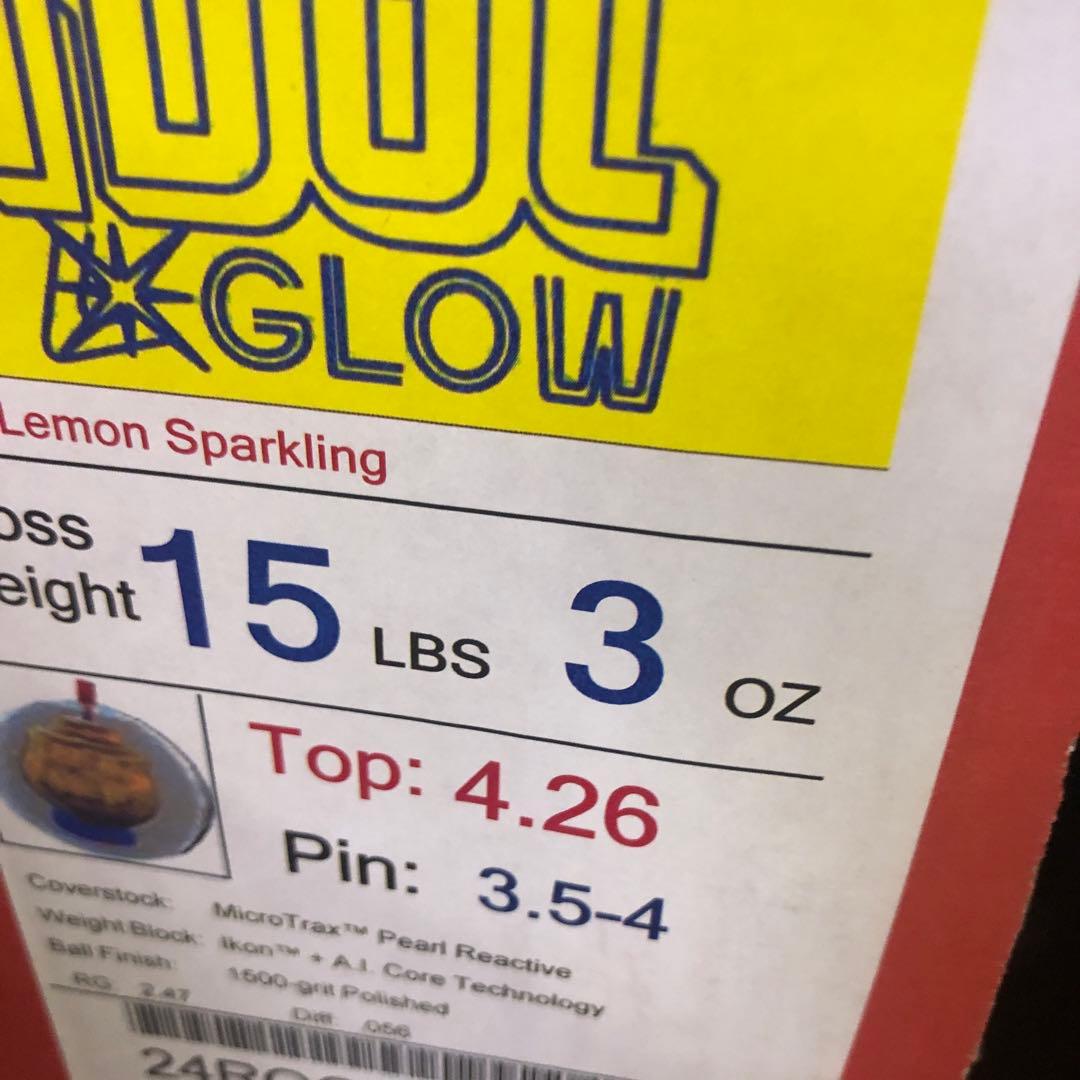 IDOL
GLOW
Lemon Sparkling
oss
eight 15 LBS 3 OZ
Top: 4.26
Pin: 3.5-4
Coverstock: MicroTrax™ Pearl Reactive
Weight Block: Ikon™ + A.I. Core Technology
Ball Finish: 1500-grit Polished
RG 2.47 Diff .056